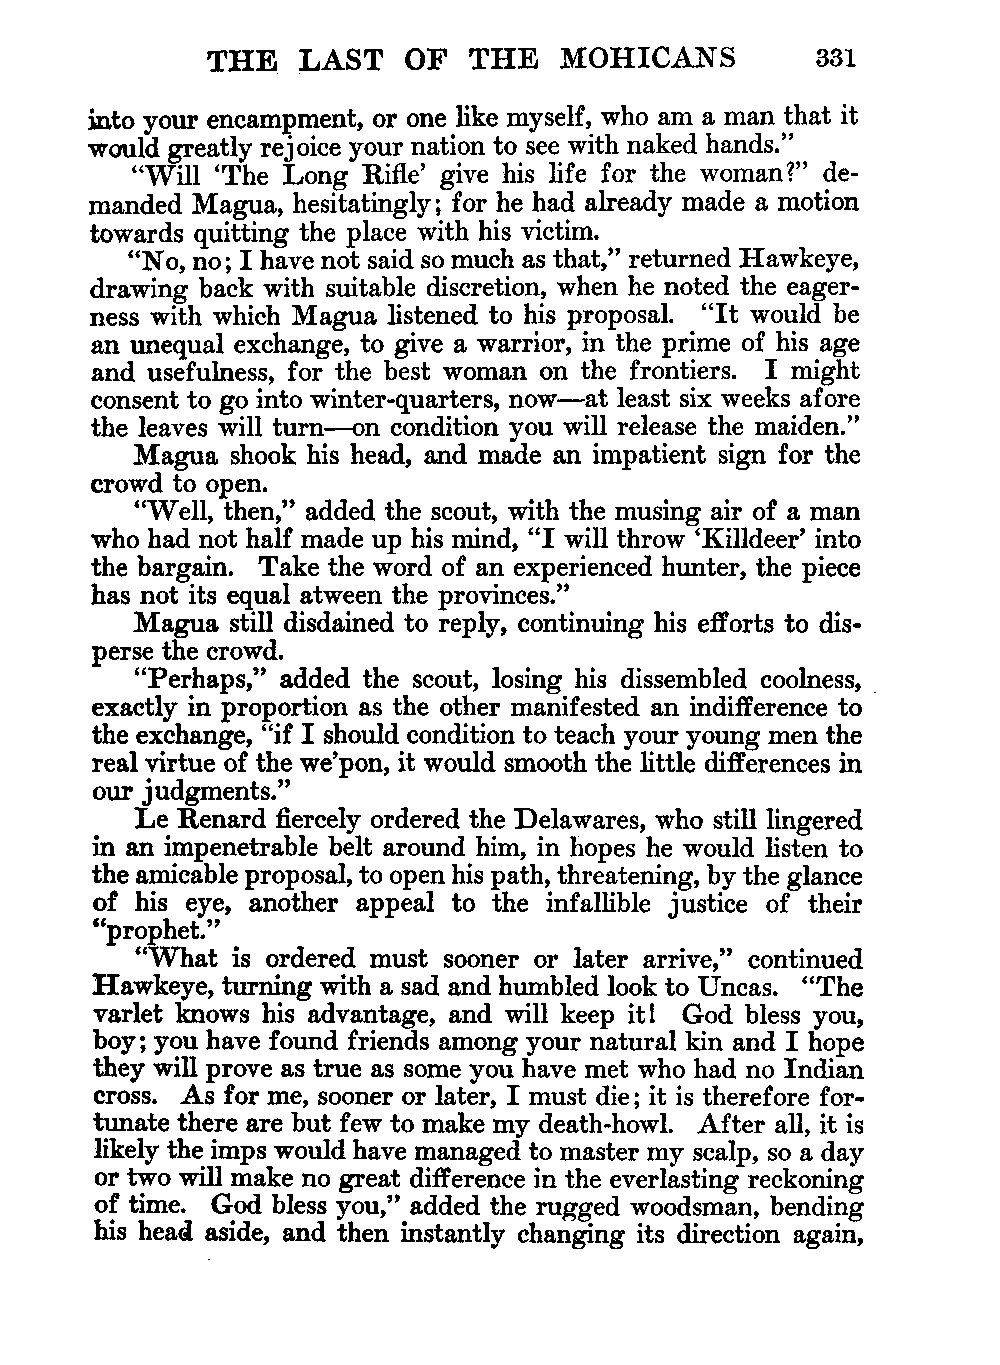 THE LAST OF THE MOHICANS 331
into your encampment, or one like myself, who am a man that it
would greatly rejoice your nation to see with naked hands."
"Will 'The Long Rifle' give his life for the woman?" de-
manded Magua, hesitatingly; for he had already made a motion
towards quitting the place with his victim.
"No, no; I have not said so much as that," returned Hawkeye,
drawing back with suitable discretion, when he noted the eager-
ness with which Magua listened to his proposal. "It would be
an unequal exchange, to give a warrior, in the prime of his age
and usefulness, for the best woman on the frontiers. I might
consent to go into winter-quarters, now—at least six weeks afore
the leaves will turn—on condition you will release the maiden."
Magua shook his head, and made an impatient sign for the
crowd to open.
"Well, then," added the scout, with the musing air of a man
who had not half made up his mind, "I will throw 'Killdeer' into
the bargain. Take the word of an experienced hunter, the piece
has not its equal atween the provinces."
Magua still disdained to reply, continuing his efforts to dis-
perse the crowd.
"Perhaps," added the scout, losing his dissembled coolness,
exactly in proportion as the other manifested an indifference to
the exchange, "if I should condition to teach your young men the
real virtue of the we'pon, it would smooth the little differences in
our judgments."
Le Renard fiercely ordered the Delawares, who still lingered
in an impenetrable belt around him, in hopes he would listen to
the amicable proposal, to open his path, threatening, by the glance
of his eye, another appeal to the infallible justice of their
"prophet."
"What is ordered must sooner or later arrive," continued
Hawkeye, turning with a sad and humbled look to Uncas. "The
varlet knows his advantage, and will keep it! God bless you,
boy; you have found friends among your natural kin and I hope
they will prove as true as some you have met who had no Indian
cross. As for me, sooner or later, I must die; it is therefore for-
tunate there are but few to make my death-howl. After all, it is
likely the imps would have managed to master my scalp, so a day
or two will make no great difference in the everlasting reckoning
of time. God bless you," added the rugged woodsman, bending
his head aside, and then instantly changing its direction again,